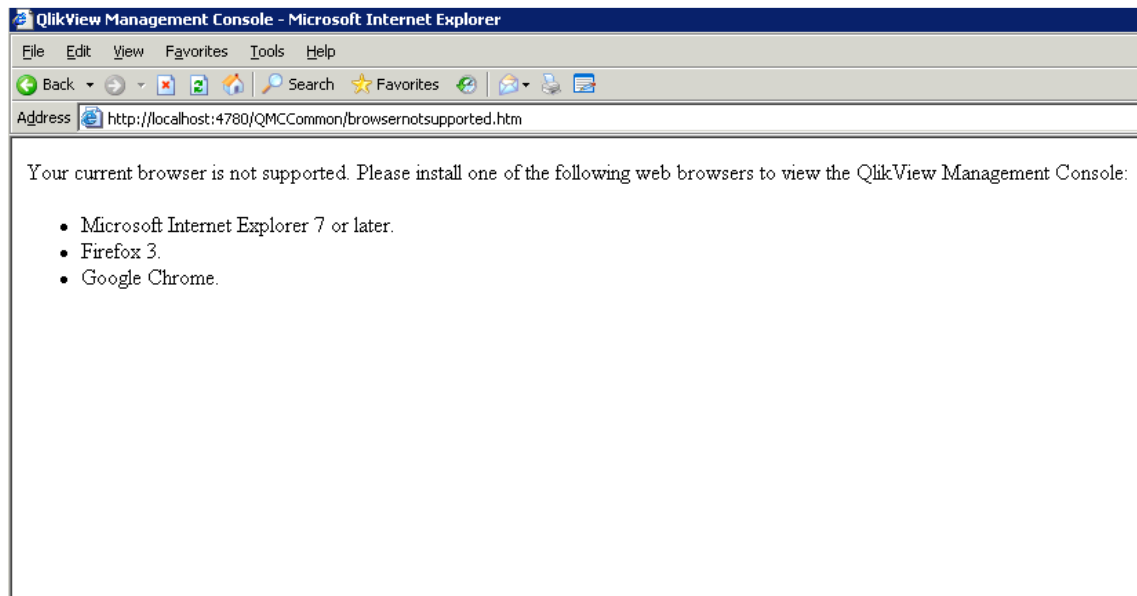 QlikView Management Console - Microsoft Internet Explorer
File Edit View Favorites Tools Help
Back Search Favorites
Address http://localhost:4780/QMCCommon/browsernotsupported.htm
Your current browser is not supported. Please install one of the following web browsers to view the QlikView Management Console:
• Microsoft Internet Explorer 7 or later.
• Firefox 3.
• Google Chrome.